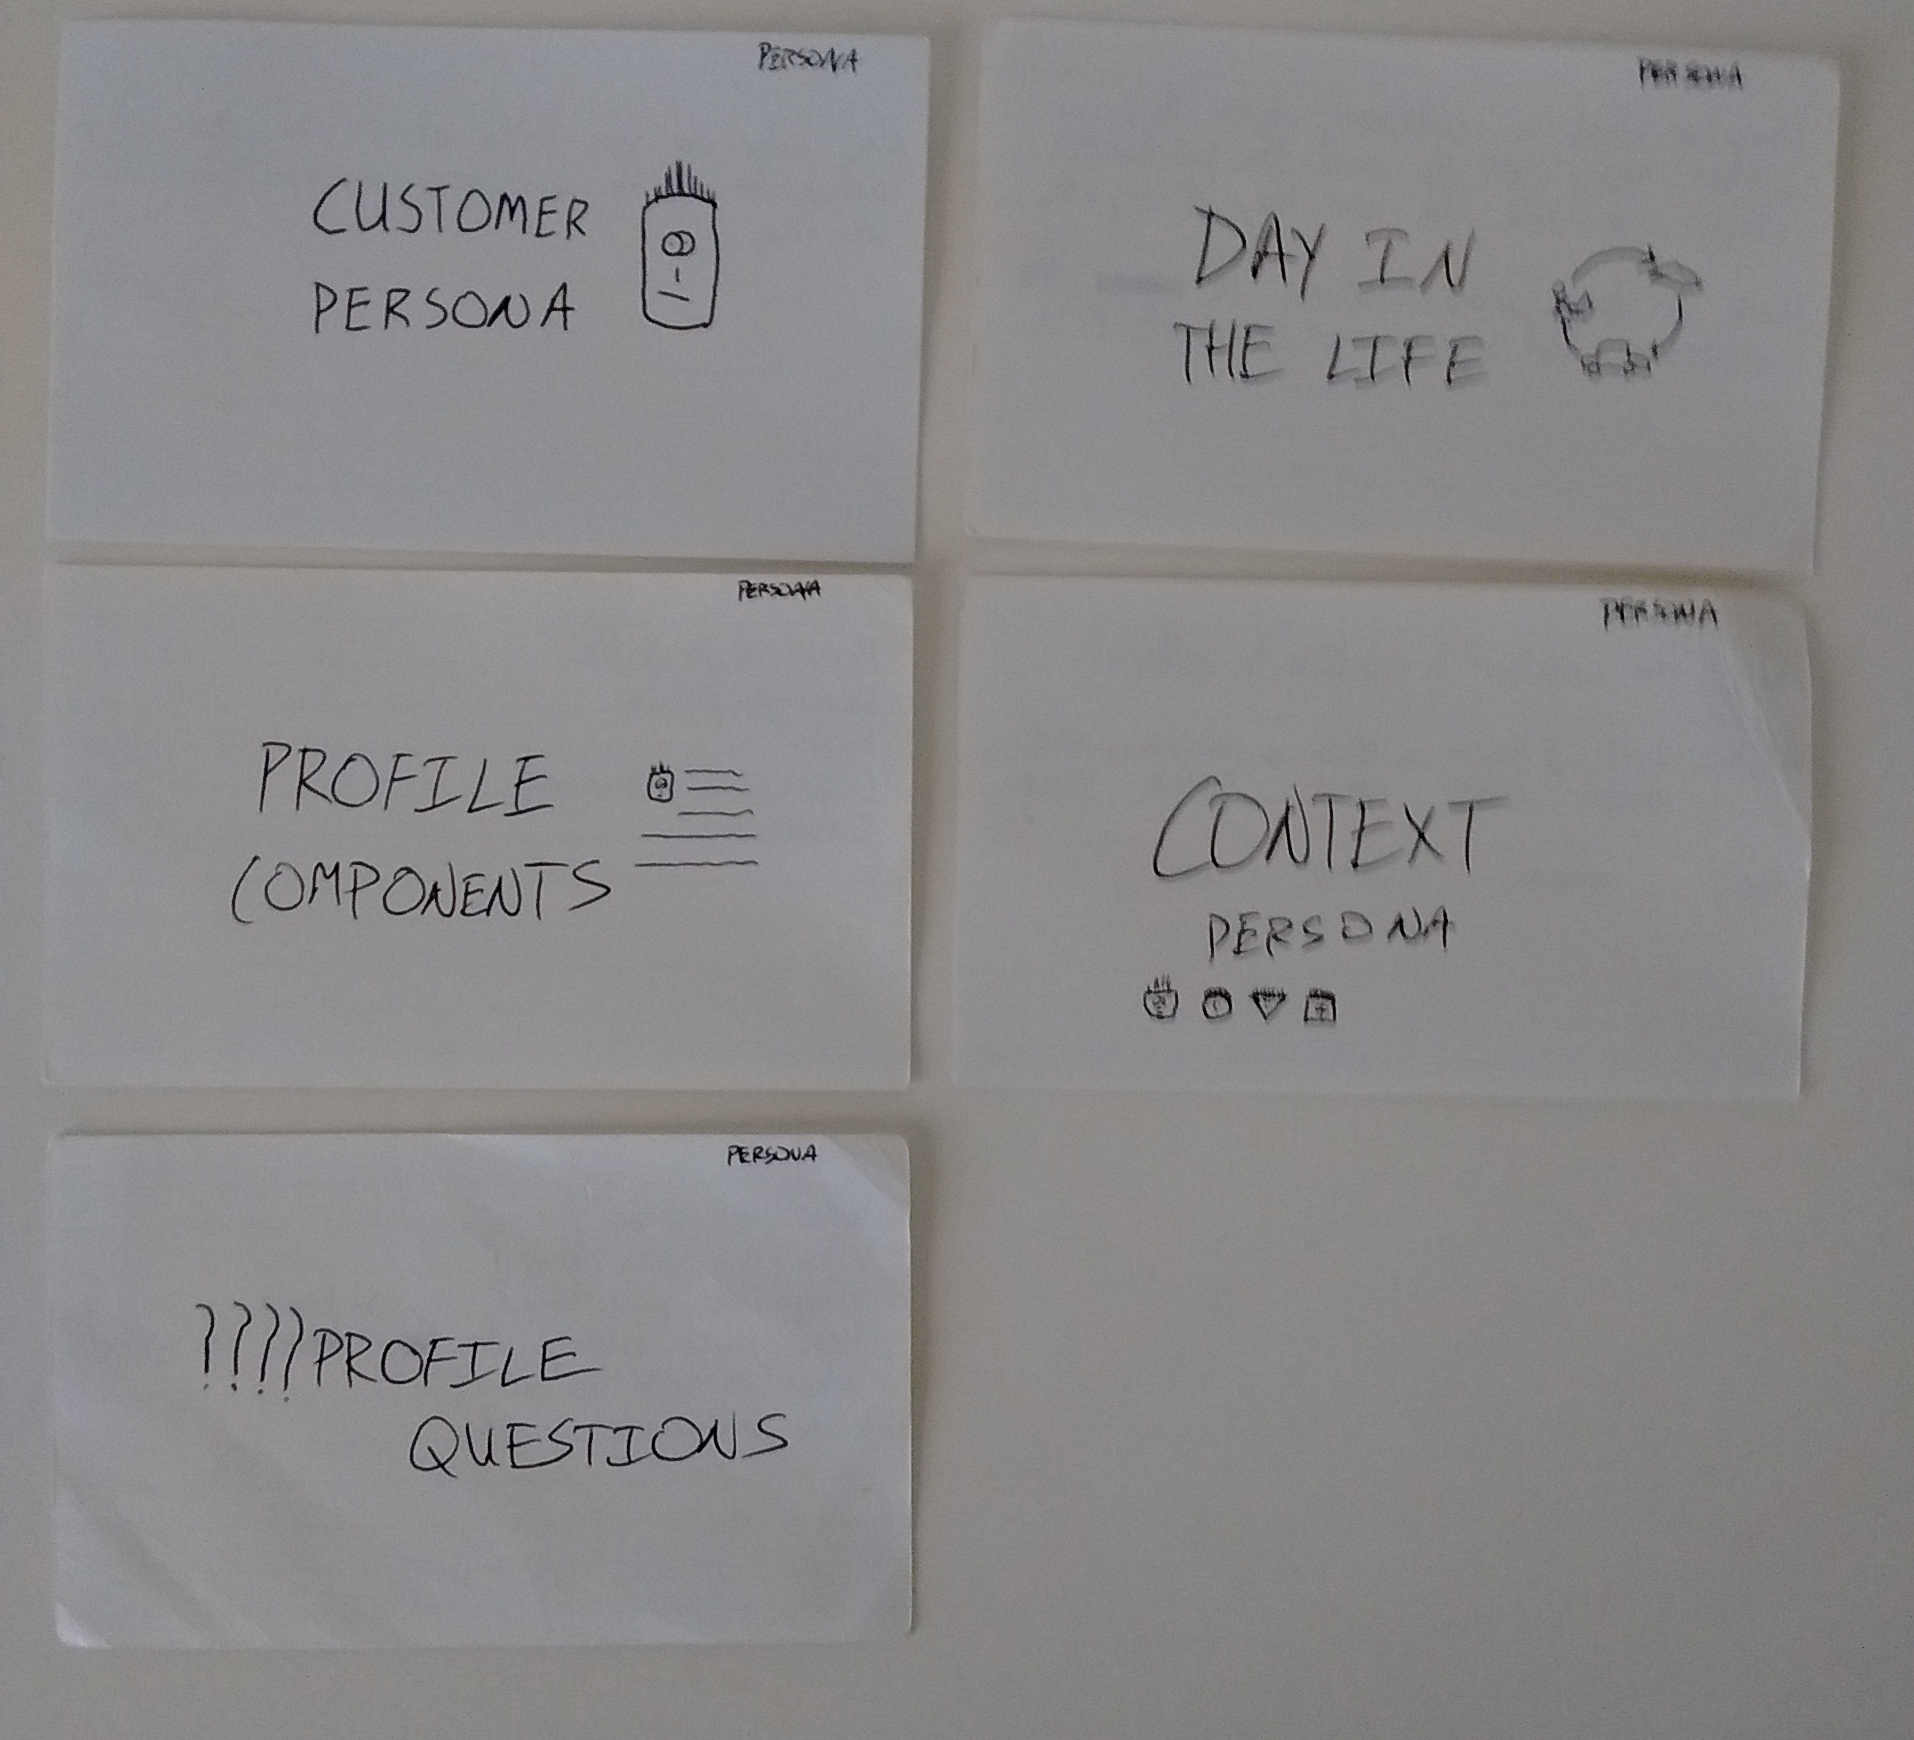 PERSONA
CUSTOMER
PERSONA
PERSONA
DAY IN
THE LIFE
PERSONA
PROFILE
COMPONENTS
PERSONA
CONTEXT
PERSONA
PERSONA
????PROFILE
QUESTIONS